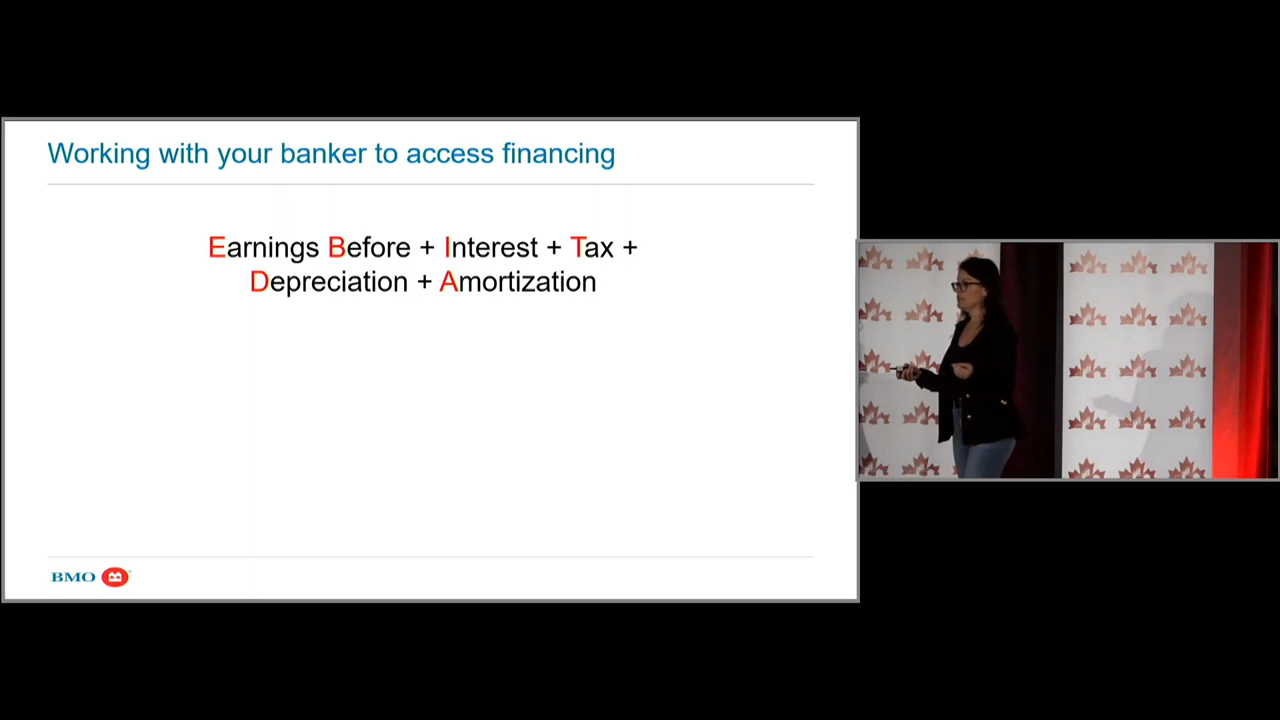 Working with your banker to access financing
Earnings Before + Interest + Tax +
Depreciation + Amortization
BMO